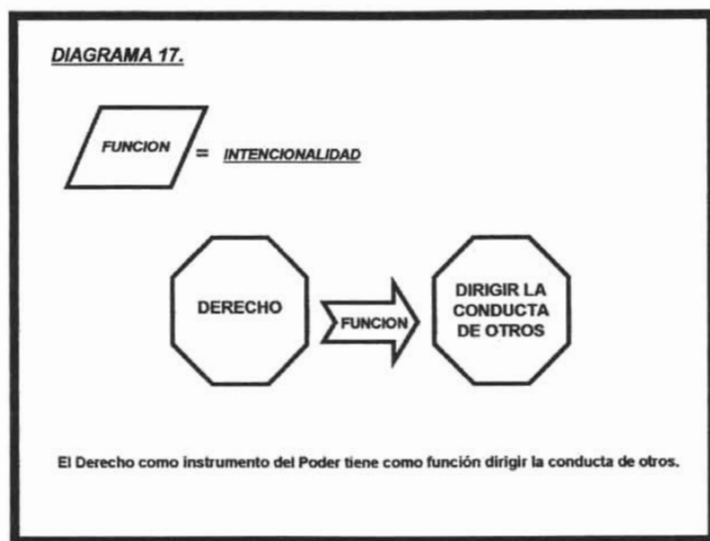 DIAGRAMA 17.
FUNCION = INTENCIONALIDAD
DERECHO
FUNCION
DIRIGIR LA
CONDUCTA
DE OTROS
El Derecho como instrumento del Poder tiene como función dirigir la conducta de otros.